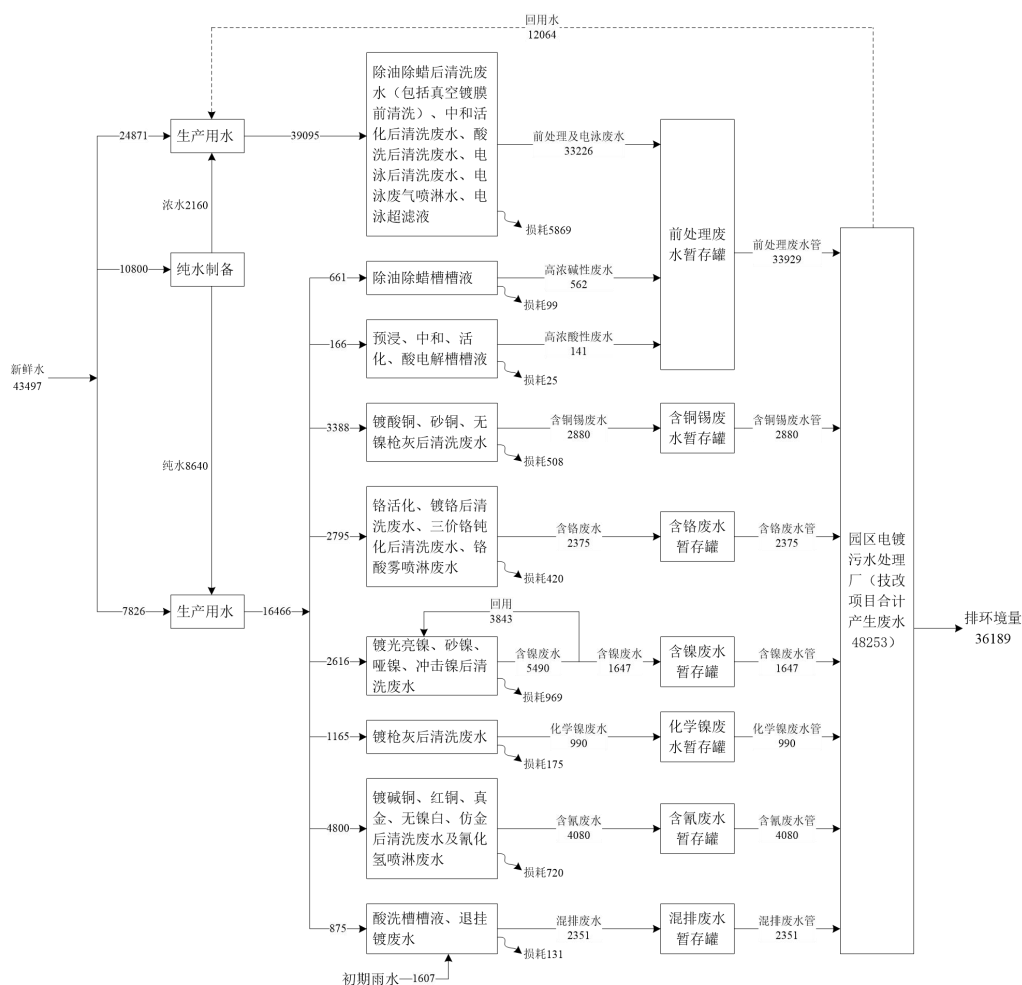 回用水
12064
除油除蜡后清洗废
水（包括真空镀膜
前清洗）、中和活
化后清洗废水、酸
洗后清洗废水、电
泳后清洗废水、电
泳废气喷淋水、电
泳超滤液
24871
生产用水
39095
前处理及电泳废水
33226
损耗5869
浓水2160
前处理废
水暂存罐
前处理废水管
33929
10800
纯水制备
661
除油除蜡槽槽液
高浓碱性废水
562
损耗99
166
预浸、中和、活
化、酸电解槽槽液
高浓酸性废水
141
损耗25
新鲜水
43497
3388
镀酸铜、砂铜、无
镍枪灰后清洗废水
含铜锡废水
2880
损耗508
含铜锡废
水暂存罐
含铜锡废水管
2880
纯水8640
2795
铬活化、镀铬后清
洗废水、三价铬钝
化后清洗废水、铬
酸雾喷淋废水
含铬废水
2375
损耗420
含铬废水
暂存罐
含铬废水管
2375
园区电镀
污水处理
厂（技改
项目合计
产生废水
48253）
排环境量
36189
7826
生产用水
16466
回用
3843
2616
镀光亮镍、砂镍、
哑镍、冲击镍后清
洗废水
含镍废水
5490
含镍废水
1647
损耗969
含镍废水
暂存罐
含镍废水管
1647
1165
镀枪灰后清洗废水
化学镍废水
990
损耗175
化学镍废
水暂存罐
化学镍废水管
990
4800
镀碱铜、红铜、真
金、无镍白、仿金
后清洗废水及氰化
氢喷淋废水
含氰废水
4080
损耗720
含氰废水
暂存罐
含氰废水管
4080
875
酸洗槽槽液、退挂
镀废水
混排废水
2351
损耗131
混排废水
暂存罐
混排废水管
2351
初期雨水
1607